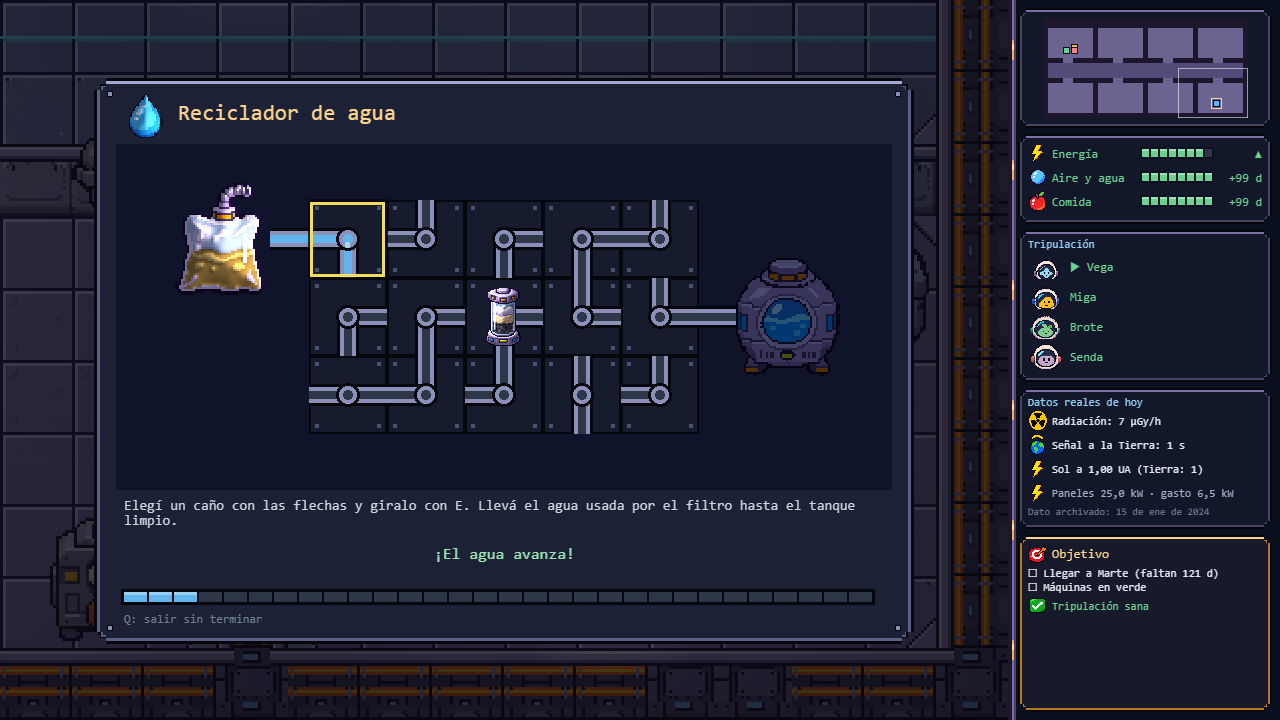 Reciclador de agua
Elegí un caño con las flechas y giralo con E. Llevá el agua usada por el filtro hasta el tanque
limpio.
¡El agua avanza!
Q: salir sin terminar
Energía ▲
Aire y agua +99 d
Comida +99 d
Tripulación
▶ Vega
Miga
Brote
Senda
Datos reales de hoy
Radiación: 7 µGy/h
Señal a la Tierra: 1 s
Sol a 1,00 UA (Tierra: 1)
Paneles 25,0 kW · gasto 6,5 kW
Dato archivado: 15 de ene de 2024
Objetivo
☐ Llegar a Marte (faltan 121 d)
☐ Máquinas en verde
✅ Tripulación sana